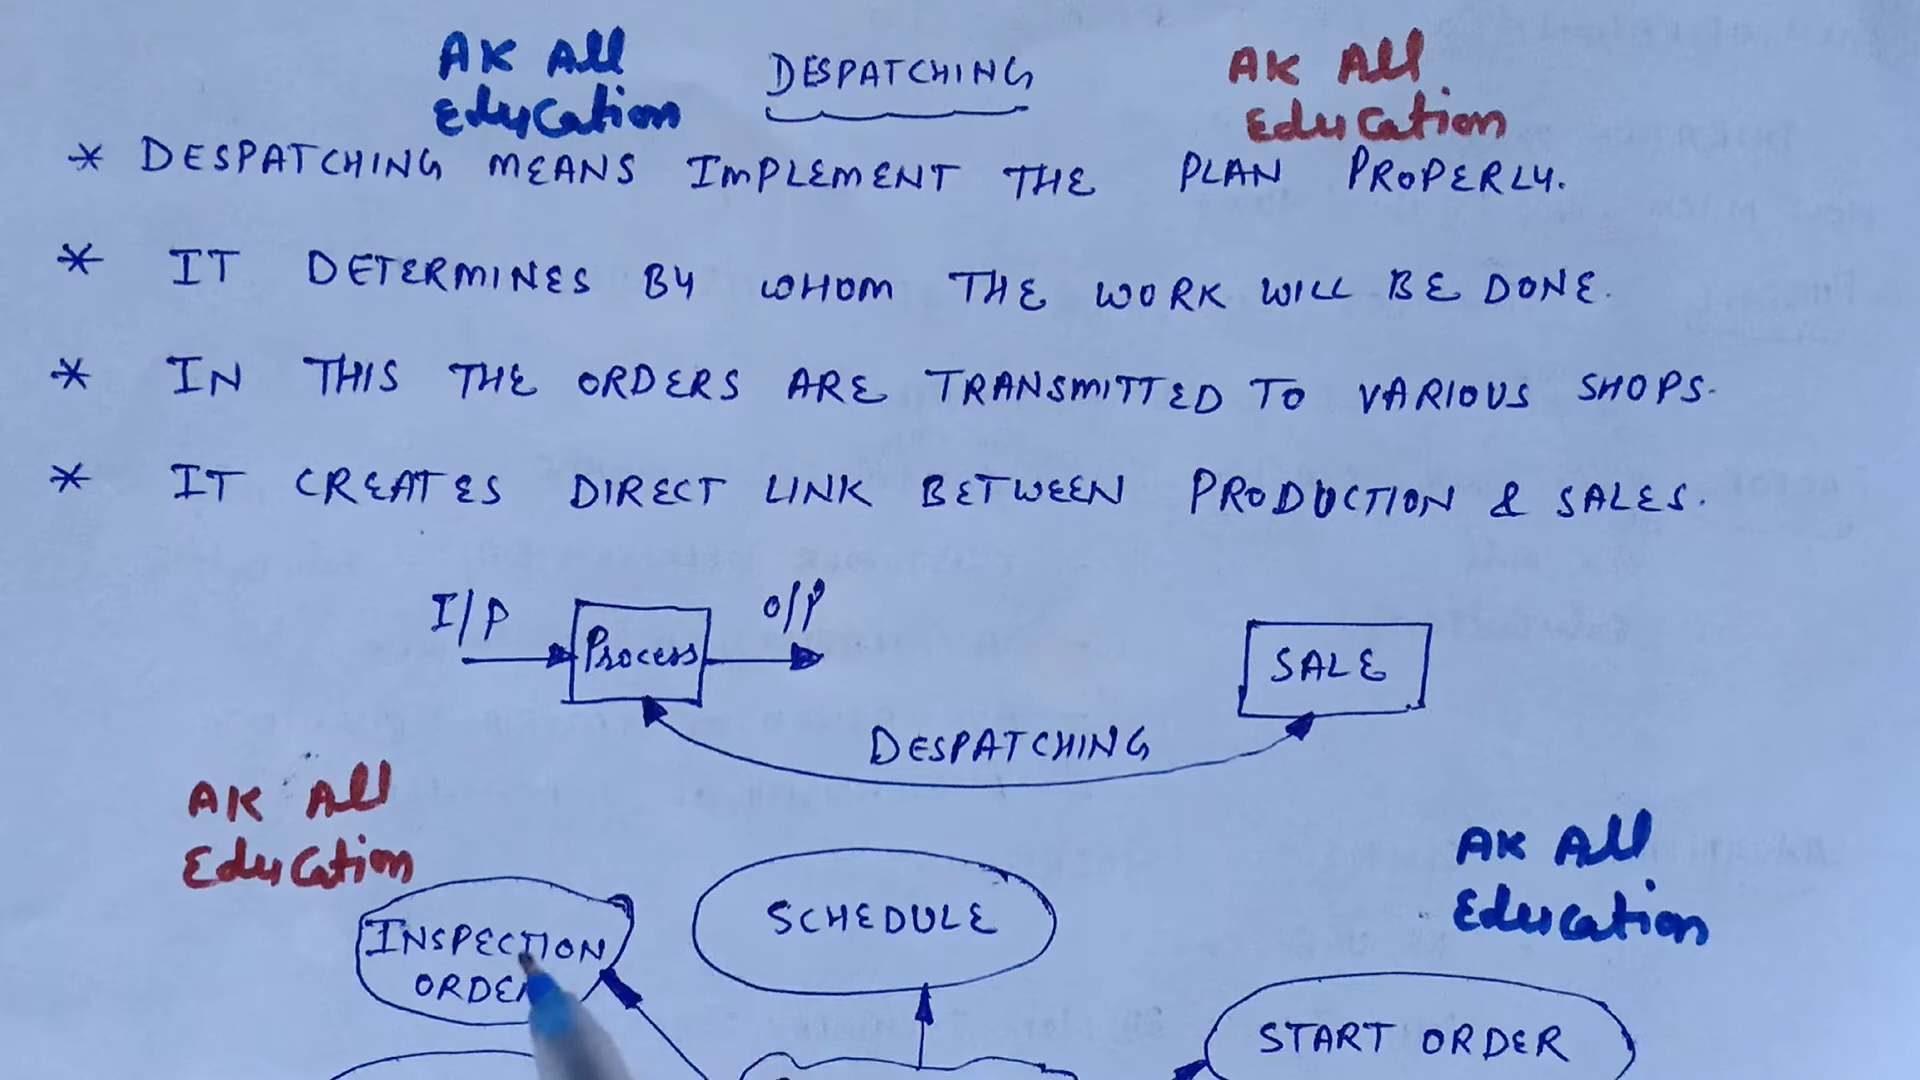 AK All
Education
DESPATCHING
AK All
Education
* DESPATCHING MEANS IMPLEMENT THE PLAN PROPERLY.
* IT DETERMINES BY WHOM THE WORK WILL BE DONE.
* IN THIS THE ORDERS ARE TRANSMITTED TO VARIOUS SHOPS.
* IT CREATES DIRECT LINK BETWEEN PRODUCTION & SALES.
I/P
Process
O/P
SALE
DESPATCHING
AK All
Education
AK All
Education
INSPECTION
ORDER
SCHEDULE
START ORDER